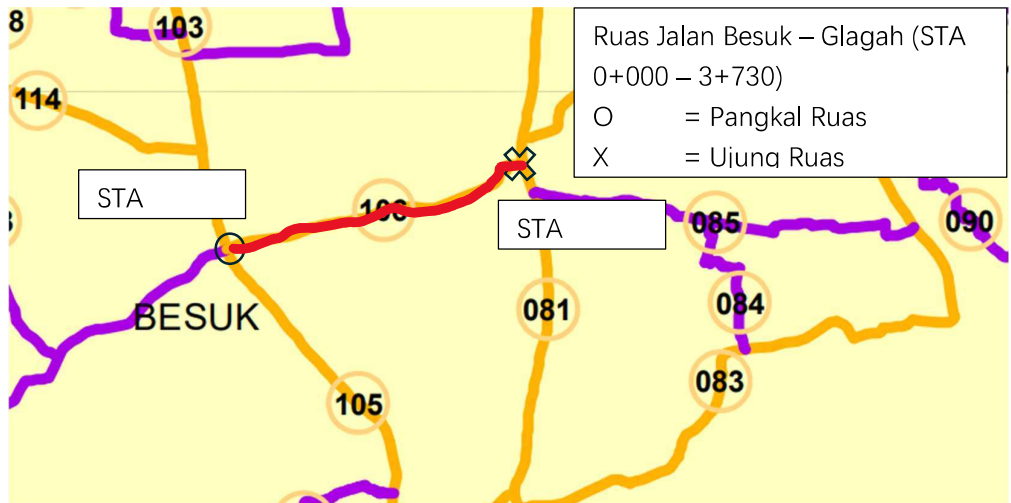 8
103
114
Ruas Jalan Besuk – Glagah (STA
0+000 – 3+730)
O = Pangkal Ruas
X = Ujung Ruas
STA
STA
085
090
081
084
BESUK
083
105